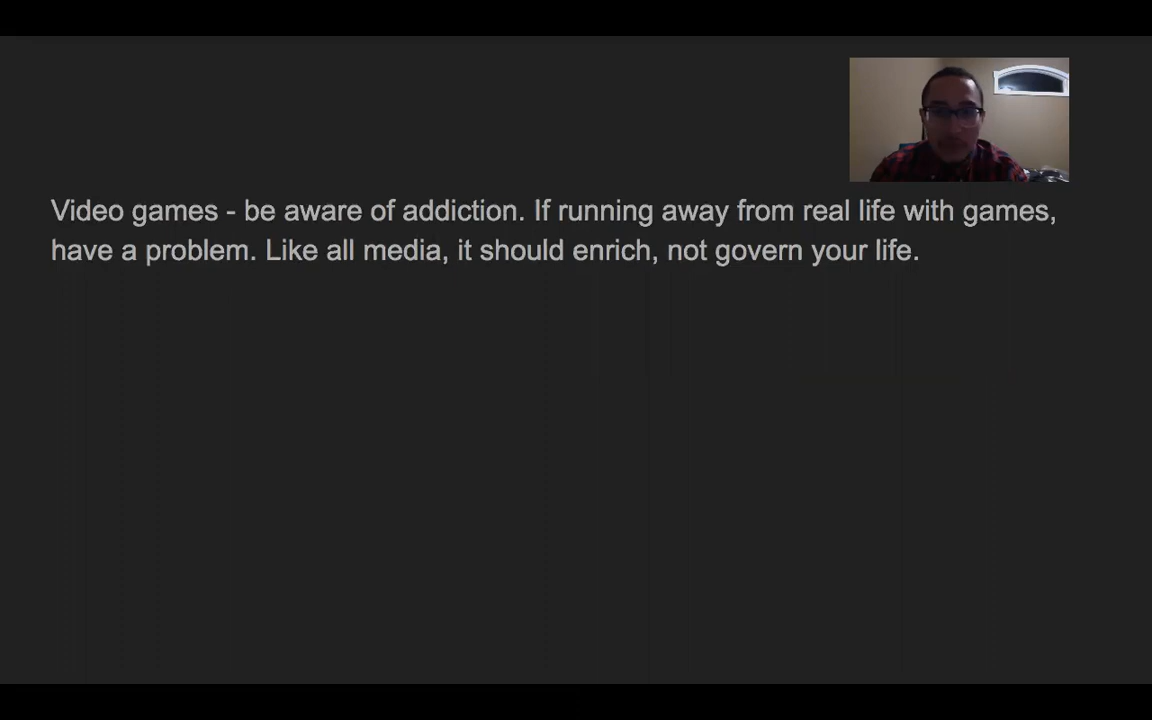 Video games - be aware of addiction. If running away from real life with games,
have a problem. Like all media, it should enrich, not govern your life.